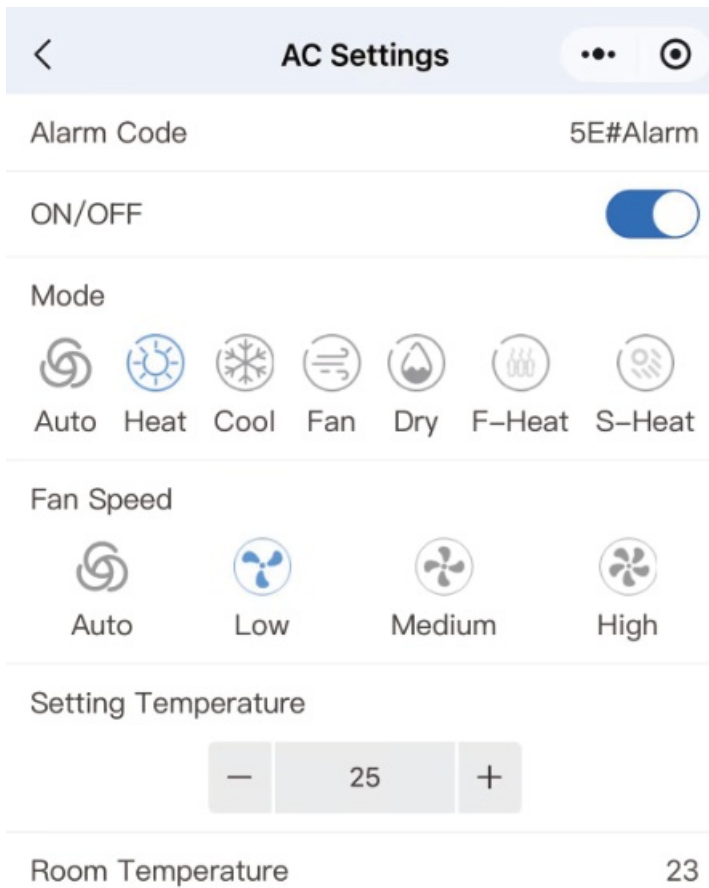 AC Settings
Alarm Code 5E#Alarm
ON/OFF
Mode
Auto Heat Cool Fan Dry F-Heat S-Heat
Fan Speed
Auto Low Medium High
Setting Temperature
— 25 +
Room Temperature 23